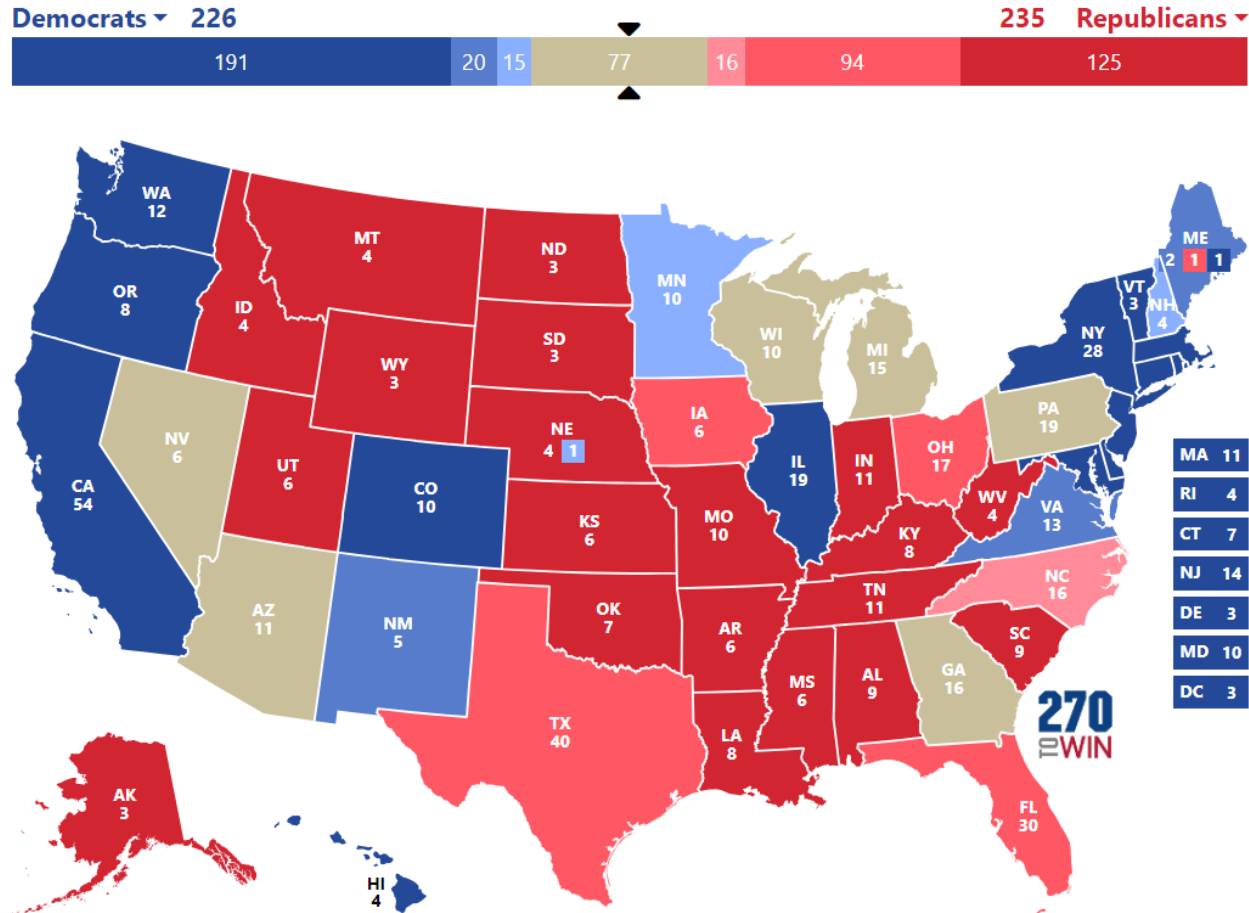 Democrats 226
235 Republicans
191 20 15 77 16 94 125
WA
12
MT
4
ND
3
ME
2 1 1
OR
8
ID
4
MN
10
VT
3
NH
4
WI
10
NY
28
SD
3
MI
15
WY
3
IA
6
PA
19
NE
4 1
NV
6
OH
17
UT
6
IL
19
IN
11
MA 11
CA
54
CO
10
RI 4
WV
4
VA
13
KS
6
MO
10
CT 7
KY
8
NJ 14
NC
16
TN
11
AZ
11
OK
7
DE 3
NM
5
AR
6
SC
9
MD 10
GA
16
MS
6
AL
9
DC 3
TX
40
LA
8
270
TO WIN
AK
3
FL
30
HI
4